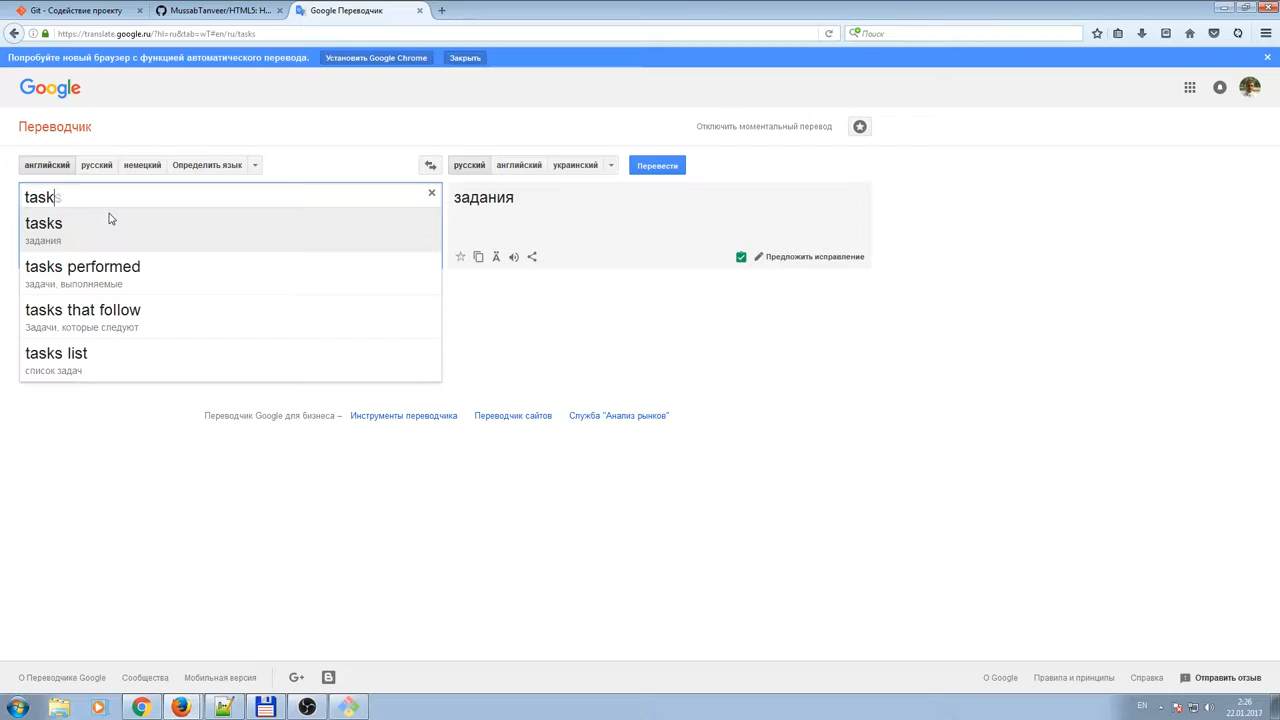 Git - Содействие проекту
MussabTanveer/HTML5: H...
Google Переводчик
https://translate.google.ru/?hl=ru&tab=wT#en/ru/tasks
Поиск
Попробуйте новый браузер с функцией автоматического перевода.
Установить Google Chrome
Закрыть
Google
Переводчик
Отключить моментальный перевод
английский
русский
немецкий
Определить язык
русский
английский
украинский
Перевести
tasks
задания
tasks
задания
tasks performed
задачи, выполняемые
tasks that follow
Задачи, которые следуют
tasks list
список задач
Предложить исправление
Переводчик Google для бизнеса –
Инструменты переводчика
Переводчик сайтов
Служба "Анализ рынков"
О Переводчике Google
Сообщества
Мобильная версия
G+
О Google
Правила и принципы
Справка
Отправить отзыв
EN
2:26
22.01.2017